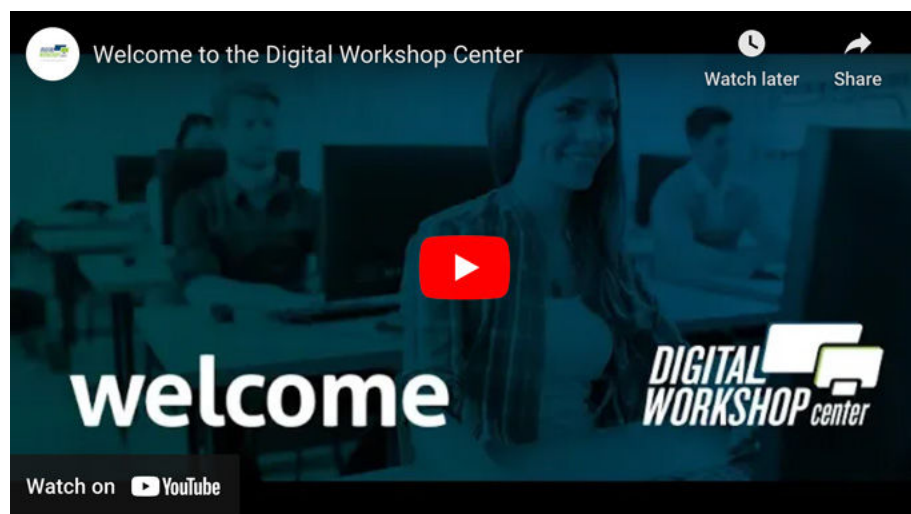 Welcome to the Digital Workshop Center
Watch later
Share
welcome
DIGITAL
WORKSHOP center
Watch on YouTube